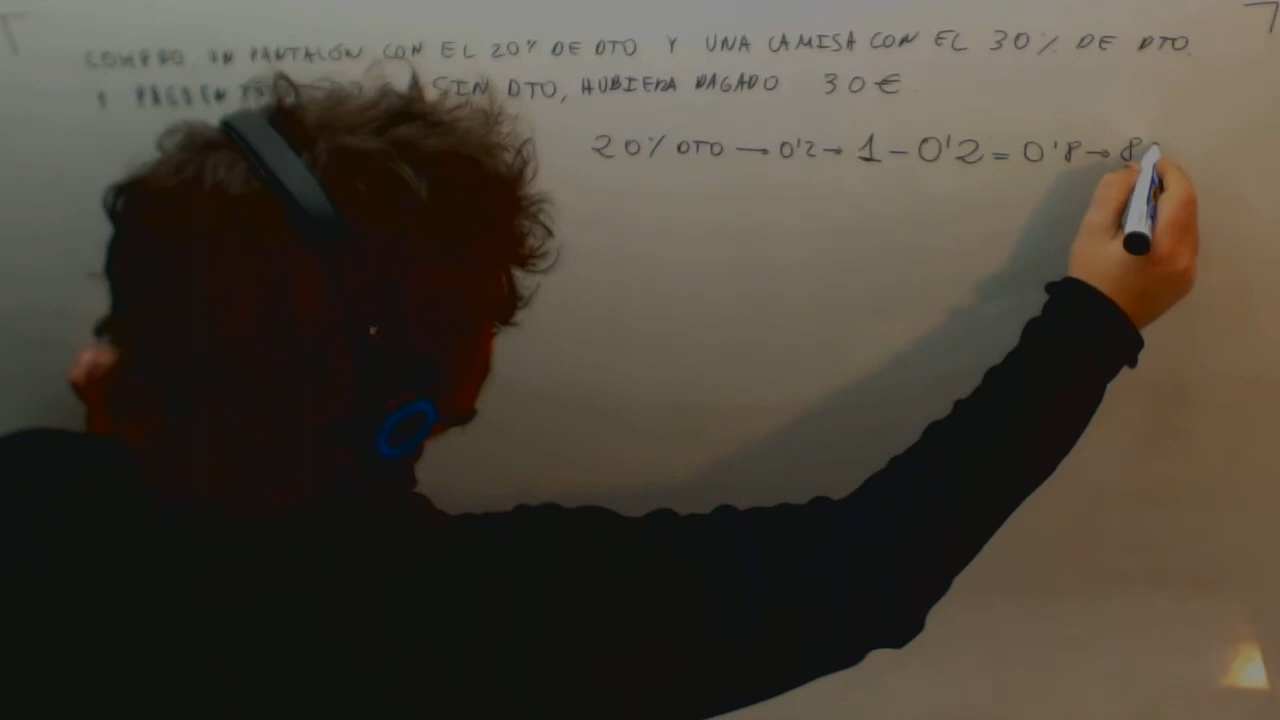 COMPRO UN PANTALÓN CON EL 20% DE DTO Y UNA CAMISA CON EL 30% DE DTO.
SIN DTO, HUBIERA PAGADO 30€
20% DTO → 0'2 → 1 - 0'2 = 0'8 → 8